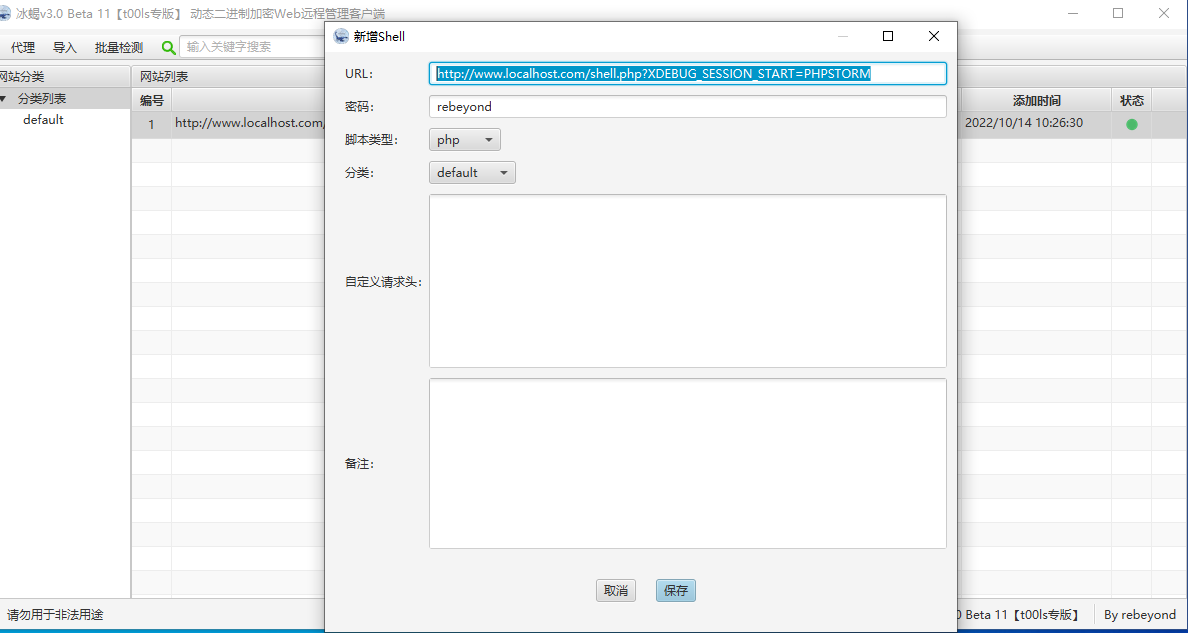 冰蝎v3.0 Beta 11【t00ls专版】 动态二进制加密Web远程管理客户端
代理 导入 批量检测 输入关键字搜索
网站分类 网站列表
分类列表 编号 添加时间 状态
default 1 http://www.localhost.com/ 2022/10/14 10:26:30
新增Shell
URL: http://www.localhost.com/shell.php?XDEBUG_SESSION_START=PHPSTORM
密码: rebeyond
脚本类型: php
分类: default
自定义请求头:
备注:
取消 保存
请勿用于非法用途 0 Beta 11【t00ls专版】 By rebeyond